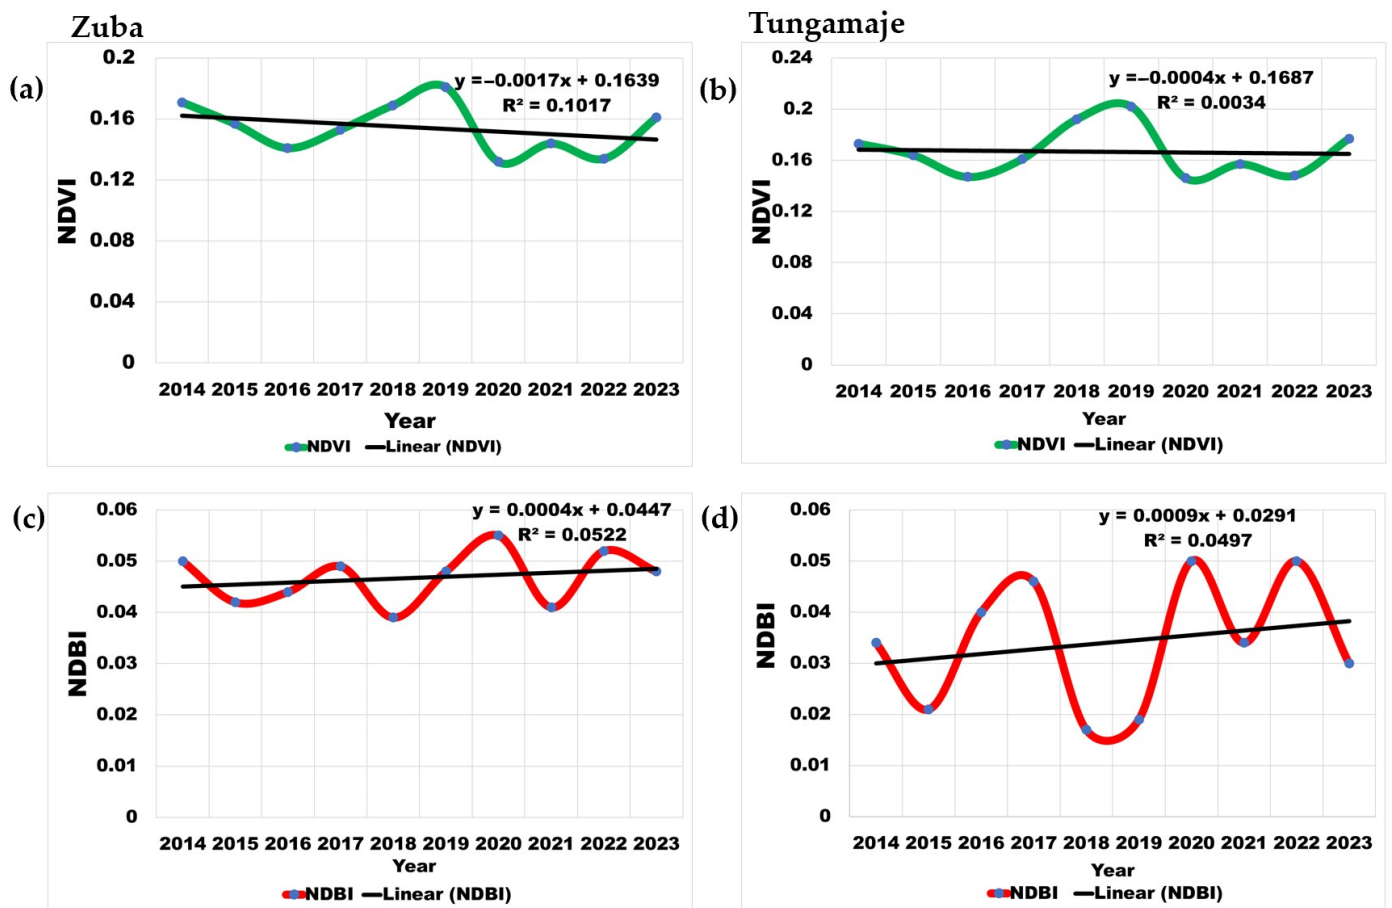 Zuba
(a)
0.2
0.16
0.12
0.08
0.04
0
NDVI
y =−0.0017x + 0.1639
R² = 0.1017
2014 2015 2016 2017 2018 2019 2020 2021 2022 2023
Year
NDVI Linear (NDVI)
Tungamaje
(b)
0.24
0.2
0.16
0.12
0.08
0.04
0
NDVI
y =−0.0004x + 0.1687
R² = 0.0034
2014 2015 2016 2017 2018 2019 2020 2021 2022 2023
Year
NDVI Linear (NDVI)
(c)
0.06
0.05
0.04
0.03
0.02
0.01
0
NDBI
y = 0.0004x + 0.0447
R² = 0.0522
2014 2015 2016 2017 2018 2019 2020 2021 2022 2023
Year
NDBI Linear (NDBI)
(d)
0.06
0.05
0.04
0.03
0.02
0.01
0
NDBI
y = 0.0009x + 0.0291
R² = 0.0497
2014 2015 2016 2017 2018 2019 2020 2021 2022 2023
Year
NDBI Linear (NDBI)